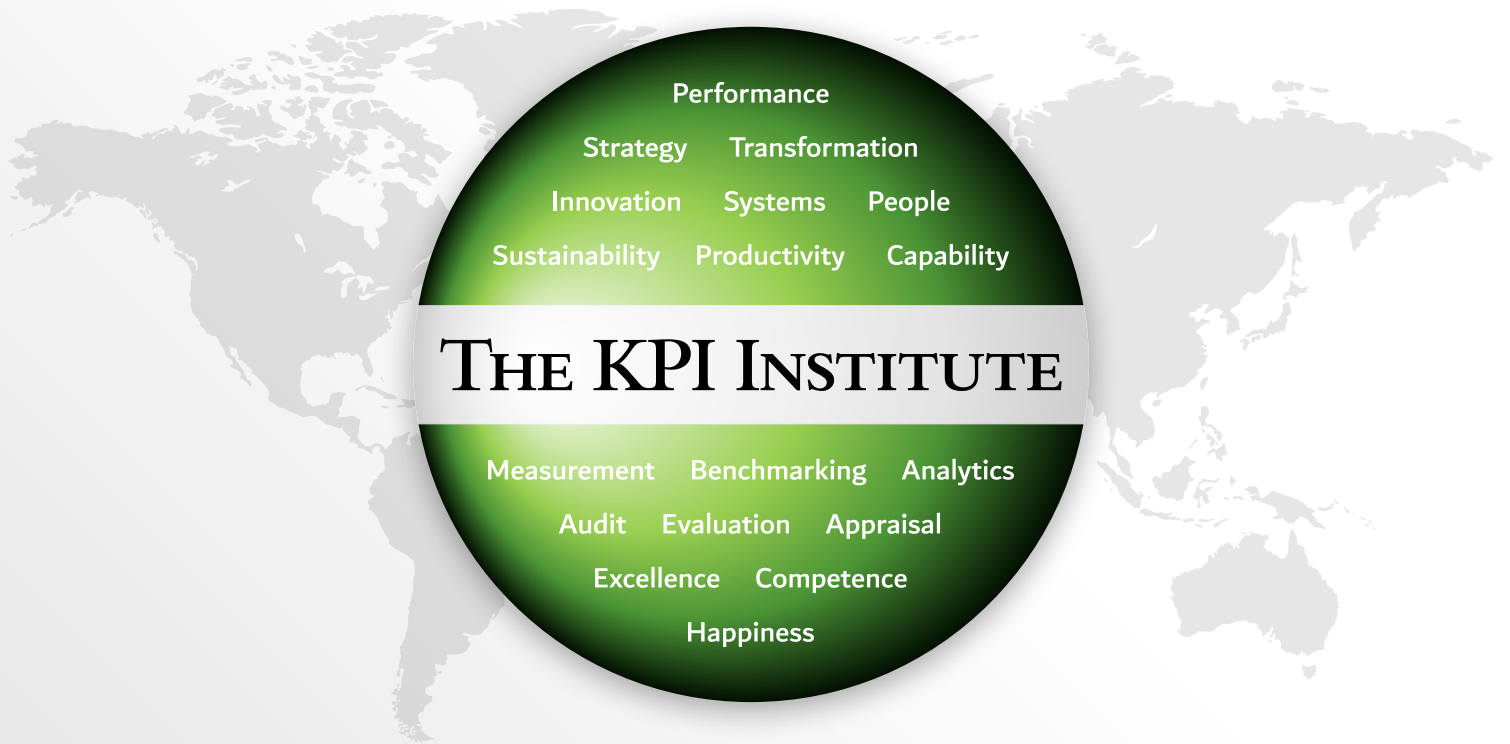 Performance
Strategy Transformation
Innovation Systems People
Sustainability Productivity Capability
The KPI Institute
Measurement Benchmarking Analytics
Audit Evaluation Appraisal
Excellence Competence
Happiness